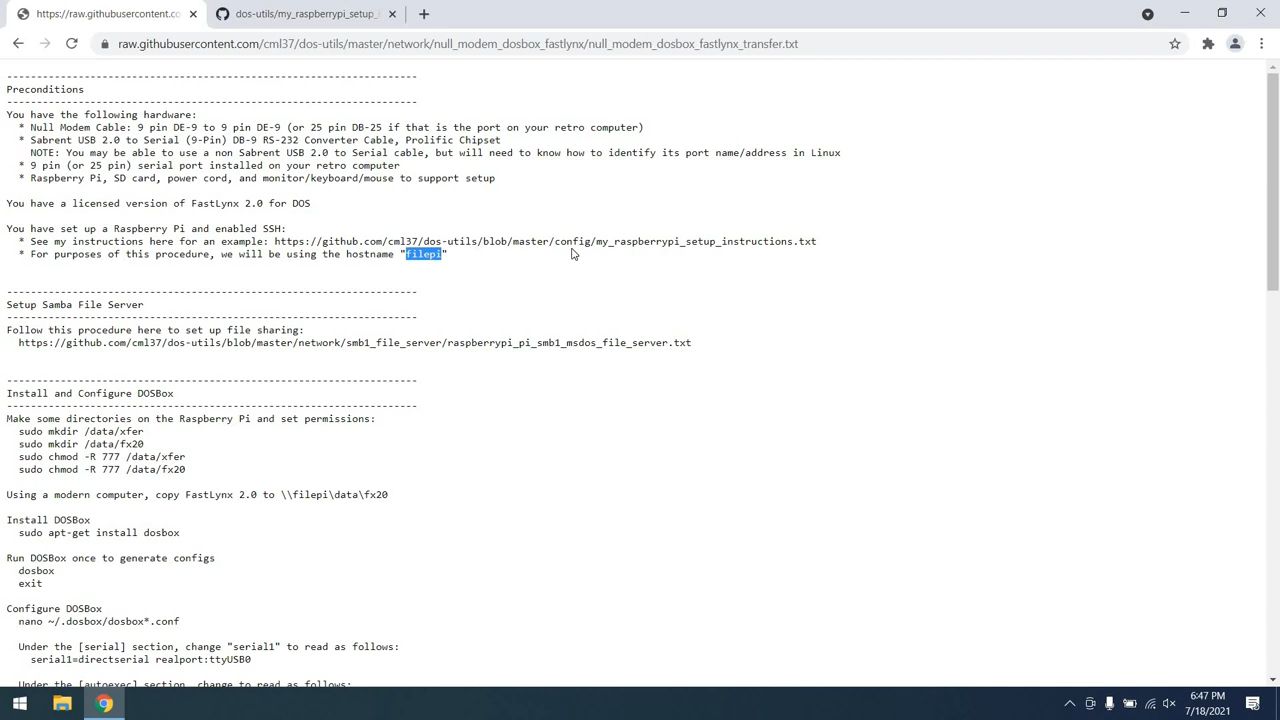 https://raw.githubusercontent.co
dos-utils/my_raspberrypi_setup_i
raw.githubusercontent.com/cml37/dos-utils/master/network/null_modem_dosbox_fastlynx/null_modem_dosbox_fastlynx_transfer.txt
----------------------------------------------------------------------
Preconditions
----------------------------------------------------------------------
You have the following hardware:
* Null Modem Cable: 9 pin DE-9 to 9 pin DE-9 (or 25 pin DB-25 if that is the port on your retro computer)
* Sabrent USB 2.0 to Serial (9-Pin) DB-9 RS-232 Converter Cable, Prolific Chipset
NOTE: You may be able to use a non Sabrent USB 2.0 to Serial cable, but will need to know how to identify its port name/address in Linux
* 9 pin (or 25 pin) serial port installed on your retro computer
* Raspberry Pi, SD card, power cord, and monitor/keyboard/mouse to support setup
You have a licensed version of FastLynx 2.0 for DOS
You have set up a Raspberry Pi and enabled SSH:
* See my instructions here for an example: https://github.com/cml37/dos-utils/blob/master/config/my_raspberrypi_setup_instructions.txt
* For purposes of this procedure, we will be using the hostname "filepi"
----------------------------------------------------------------------
Setup Samba File Server
----------------------------------------------------------------------
Follow this procedure here to set up file sharing:
https://github.com/cml37/dos-utils/blob/master/network/smb1_file_server/raspberrypi_pi_smb1_msdos_file_server.txt
----------------------------------------------------------------------
Install and Configure DOSBox
----------------------------------------------------------------------
Make some directories on the Raspberry Pi and set permissions:
sudo mkdir /data/xfer
sudo mkdir /data/fx20
sudo chmod -R 777 /data/xfer
sudo chmod -R 777 /data/fx20
Using a modern computer, copy FastLynx 2.0 to \\filepi\data\fx20
Install DOSBox
sudo apt-get install dosbox
Run DOSBox once to generate configs
dosbox
exit
Configure DOSBox
nano ~/.dosbox/dosbox*.conf
Under the [serial] section, change "serial1" to read as follows:
serial1=directserial realport:ttyUSB0
Under the [autoexec] section, change to read as follows:
6:47 PM
7/18/2021